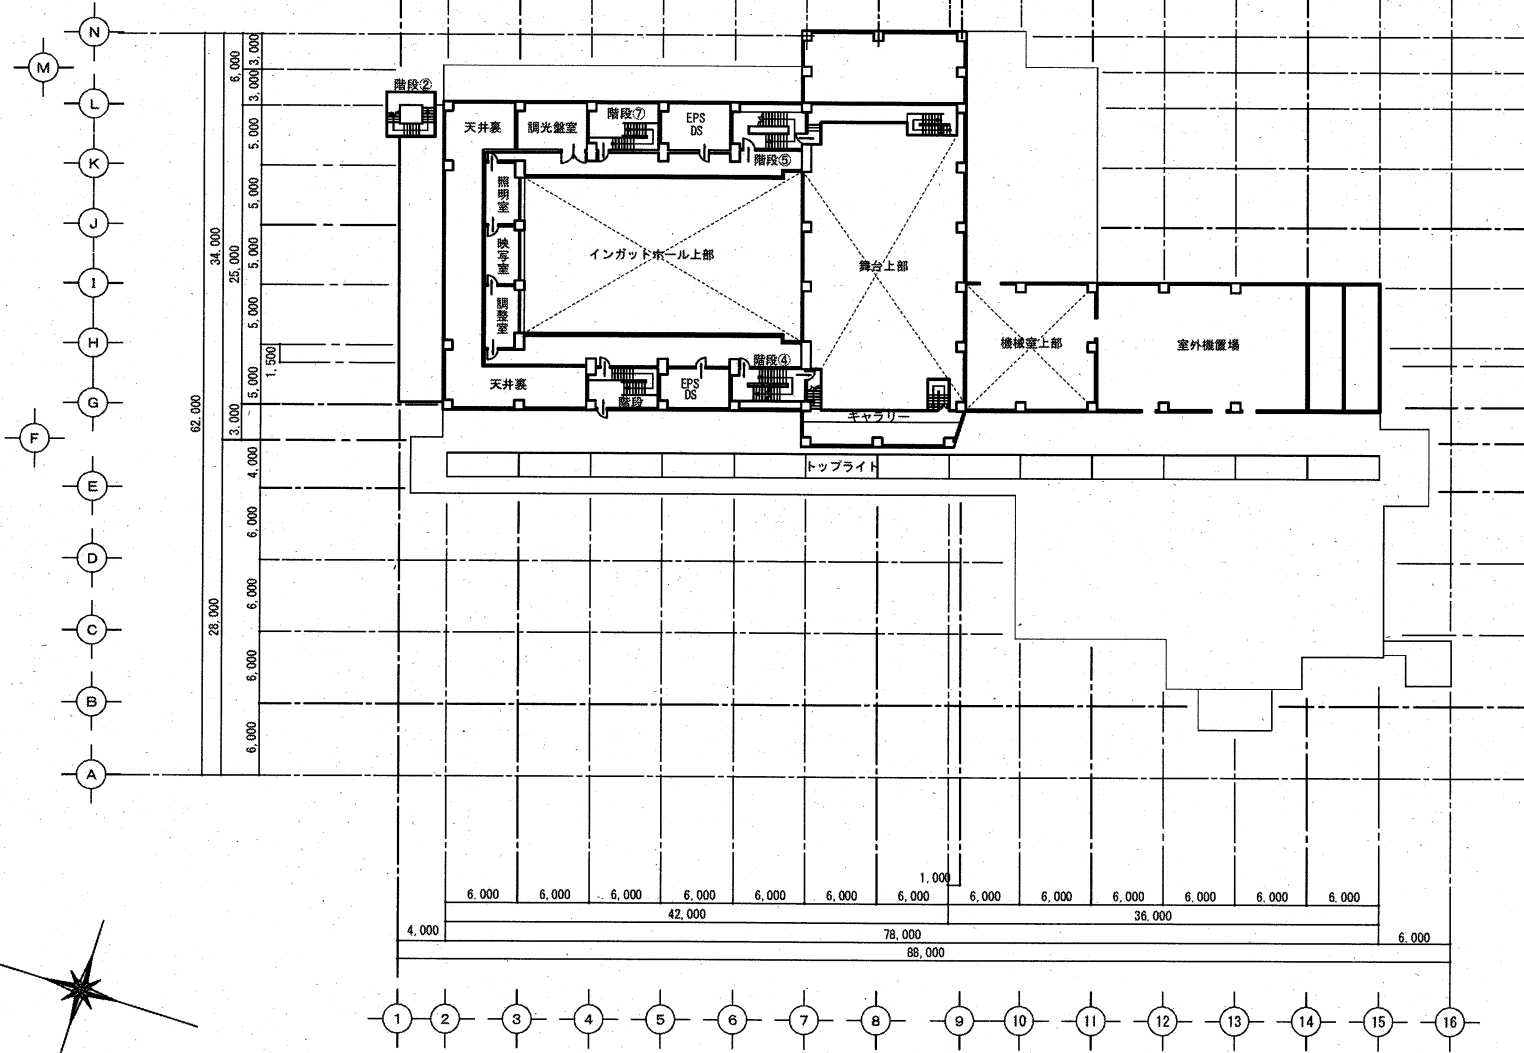 N
M
L
K
J
I
H
G
F
E
D
C
B
A
3,000
3,000
6,000
5,000
5,000
5,000
5,000
5,000
1,500
25,000
34,000
3,000
62,000
4,000
6,000
6,000
6,000
6,000
28,000
階段②
天井裏
調光盤室
階段⑦
EPS
DS
階段⑤
照明室
映写室
調整室
インガットホール上部
舞台上部
機械室上部
室外機置場
天井裏
階段
EPS
DS
階段④
キャラリー
トップライト
1,000
6,000 6,000 6,000 6,000 6,000 6,000 6,000 6,000 6,000 6,000 6,000 6,000 6,000
42,000 36,000
4,000 78,000 6,000
88,000
1 2 3 4 5 6 7 8 9 10 11 12 13 14 15 16